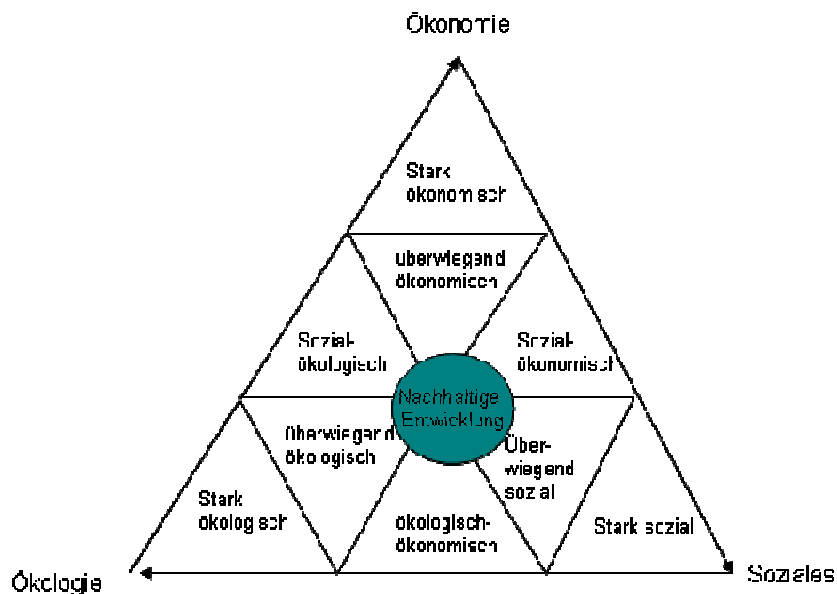 Ökonomie
Stark
ökonomisch
überwiegend
ökonomisch
Sozial-
ökologisch
Sozial-
ökonomisch
Nachhaltige
Entwicklung
überwiegend
ökologisch
Über-
wiegend
sozial
Stark
ökologisch
ökologisch-
ökonomisch
Stark sozial
Ökologie
Soziales